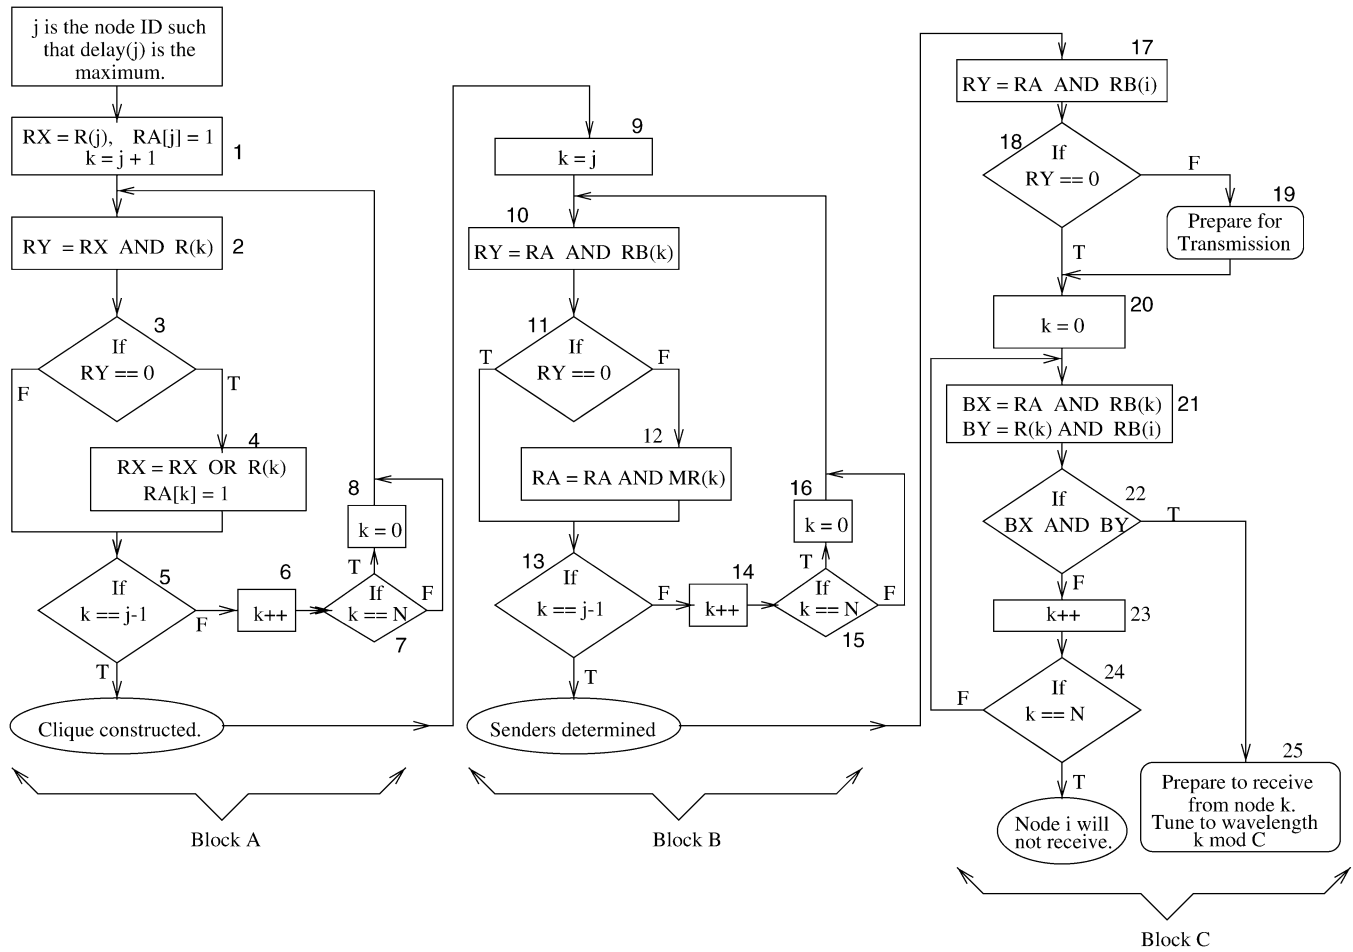 j is the node ID such
that delay(j) is the
maximum.
RX = R(j),    RA[j] = 1
k = j + 1
1
RY  = RX  AND  R(k)
2
3
If
RY == 0
F
T
4
RX = RX  OR  R(k)
RA[k] = 1
5
If
k == j-1
F
T
6
k++
7
If
k == N
T
F
8
k = 0
Clique constructed.
Block A
9
k = j
10
RY = RA  AND  RB(k)
11
If
RY == 0
T
F
12
RA = RA AND MR(k)
13
If
k == j-1
F
T
14
k++
15
If
k == N
T
F
16
k = 0
Senders determined
Block B
17
RY = RA  AND  RB(i)
18
If
RY == 0
F
T
19
Prepare for
Transmission
20
k = 0
21
BX = RA  AND  RB(k)
BY = R(k) AND  RB(i)
22
If
BX  AND  BY
T
F
k++
23
24
If
k == N
F
T
Node i will
not receive.
25
Prepare to receive
from node k.
Tune to wavelength
k mod C
Block C